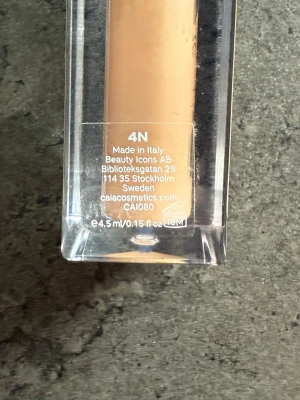 4N
Made in Italy
Beauty Icons AB
Biblioteksgatan 29
114 35 Stockholm
Sweden
caiacosmetics.com
CAI080
℮4.5 ml/0.15 fl oz 18M